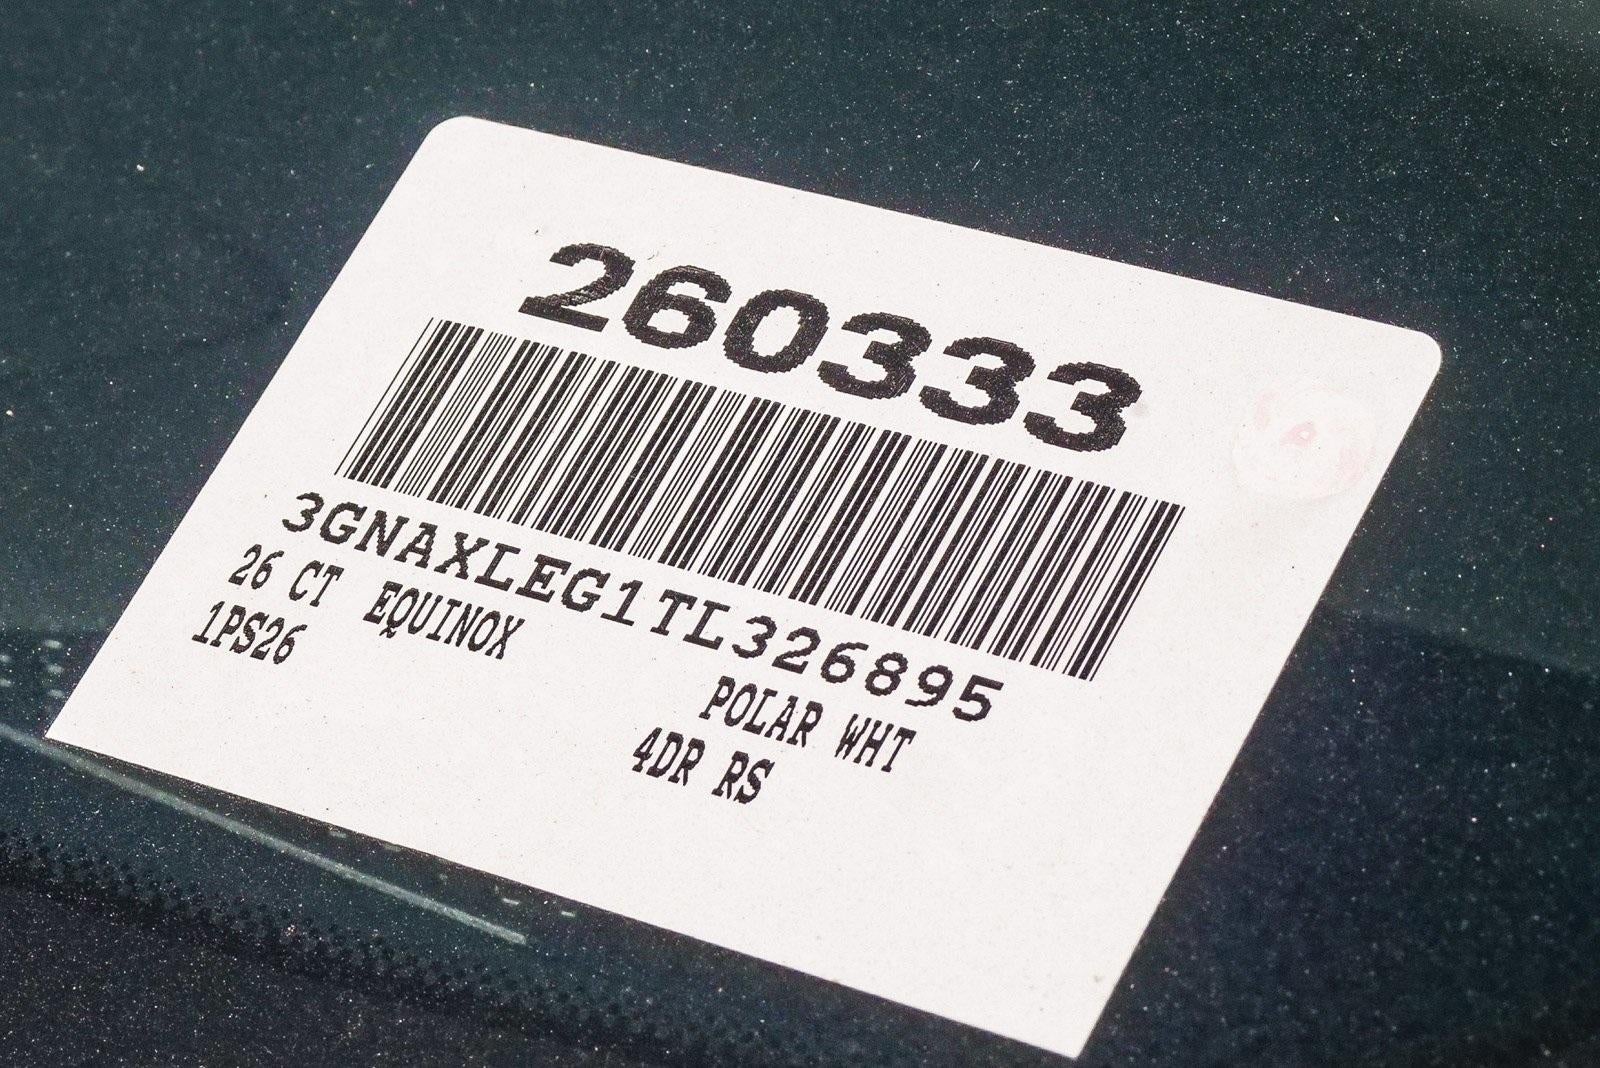 260333
3GNAXLEG1TL326895
26 CT EQUINOX POLAR WHT
1PS26 4DR RS